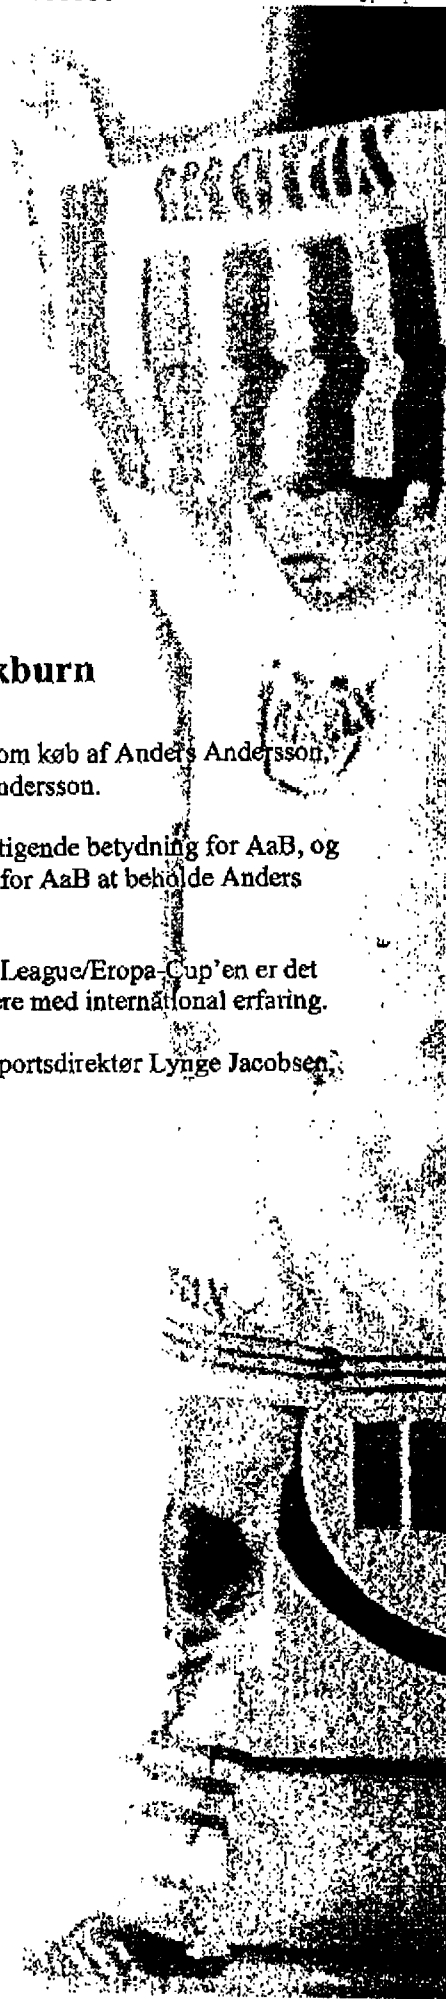 kburn
om køb af Anders Andersson,
ndersson.
tigende betydning for AaB, og
for AaB at beholde Anders
League/Eropa-Cup'en er det
ere med international erfaring.
portsdirektør Lynge Jacobsen,